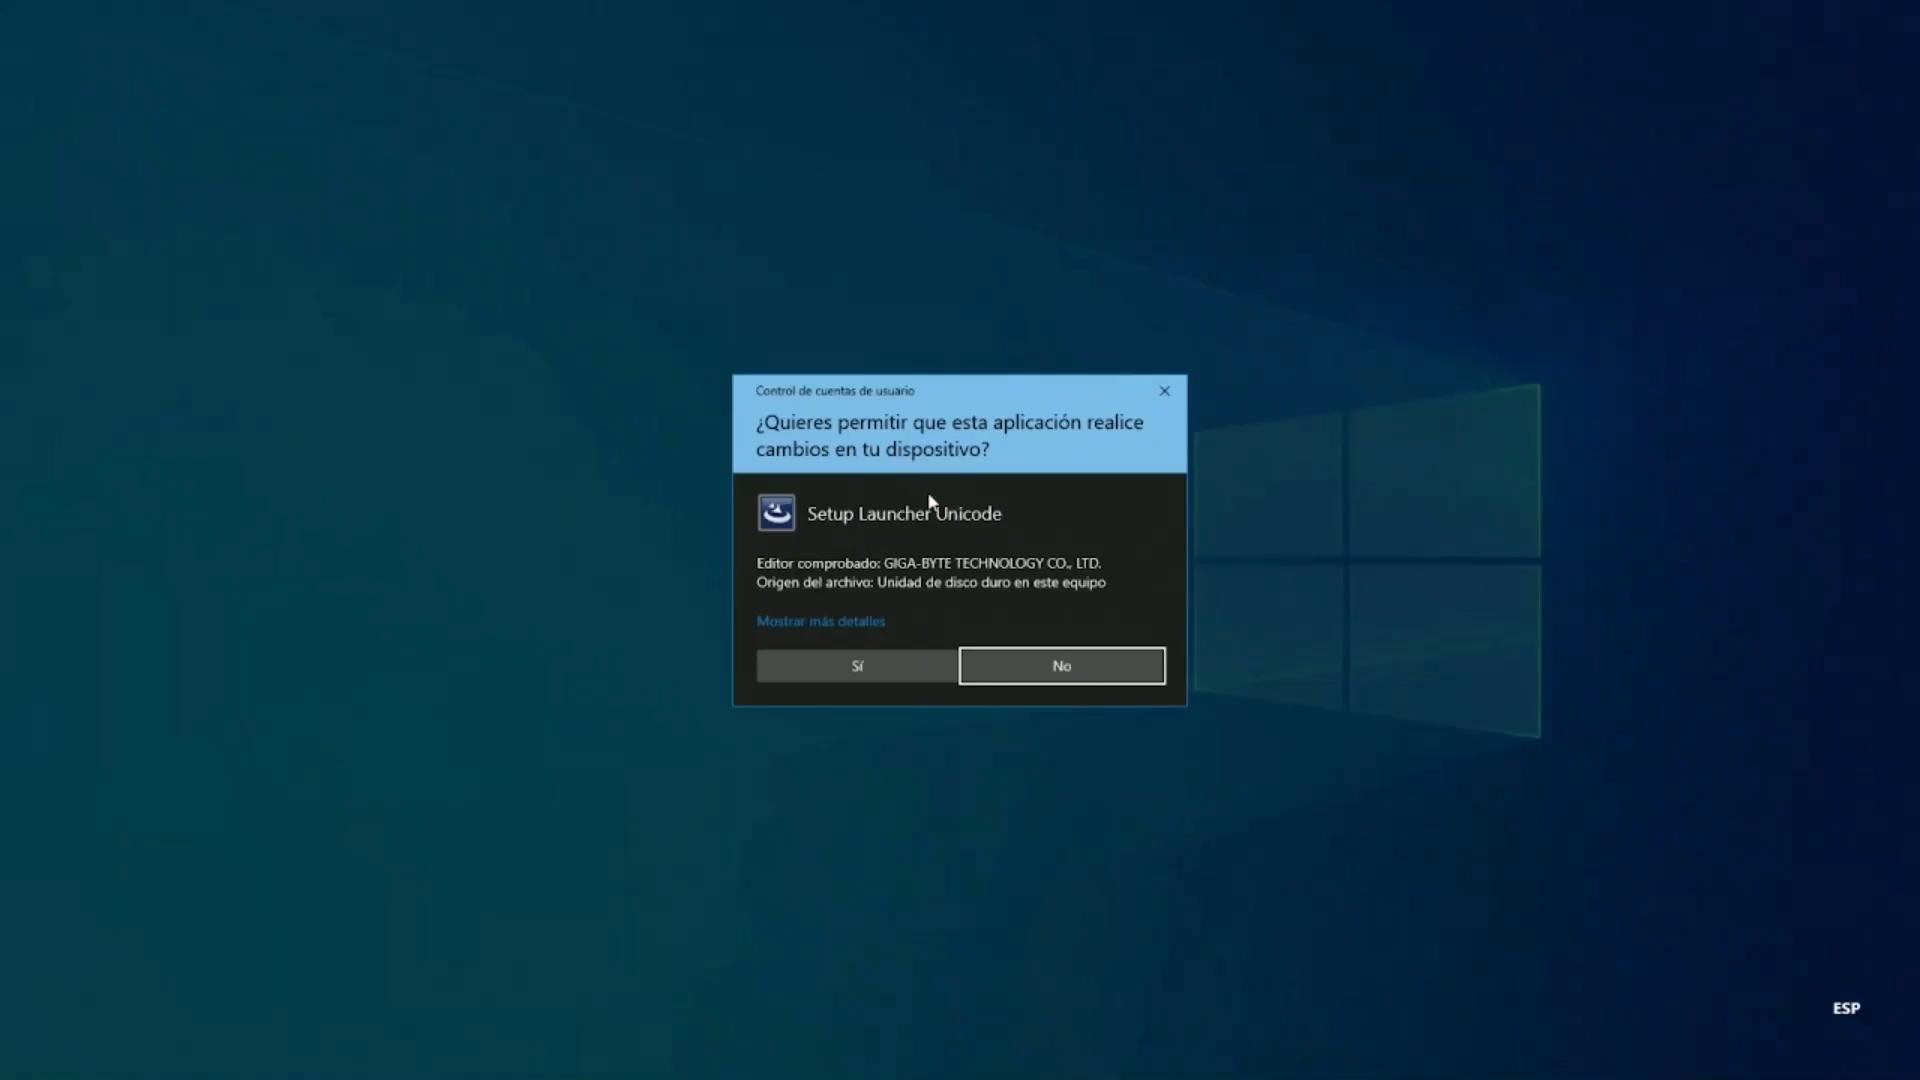 Control de cuentas de usuario
¿Quieres permitir que esta aplicación realice
cambios en tu dispositivo?
Setup Launcher Unicode
Editor comprobado: GIGA-BYTE TECHNOLOGY CO., LTD.
Origen del archivo: Unidad de disco duro en este equipo
Mostrar más detalles
Sí No
ESP